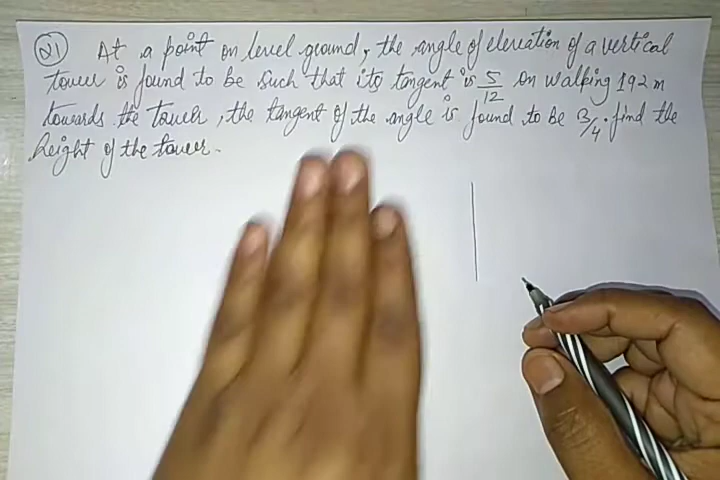 Q1 At a point on level ground, the angle of elevation of a vertical
tower is found to be such that its tangent is 5/12 on walking 192 m
towards the tower, the tangent of the angle is found to be 3/4. find the
height of the tower.